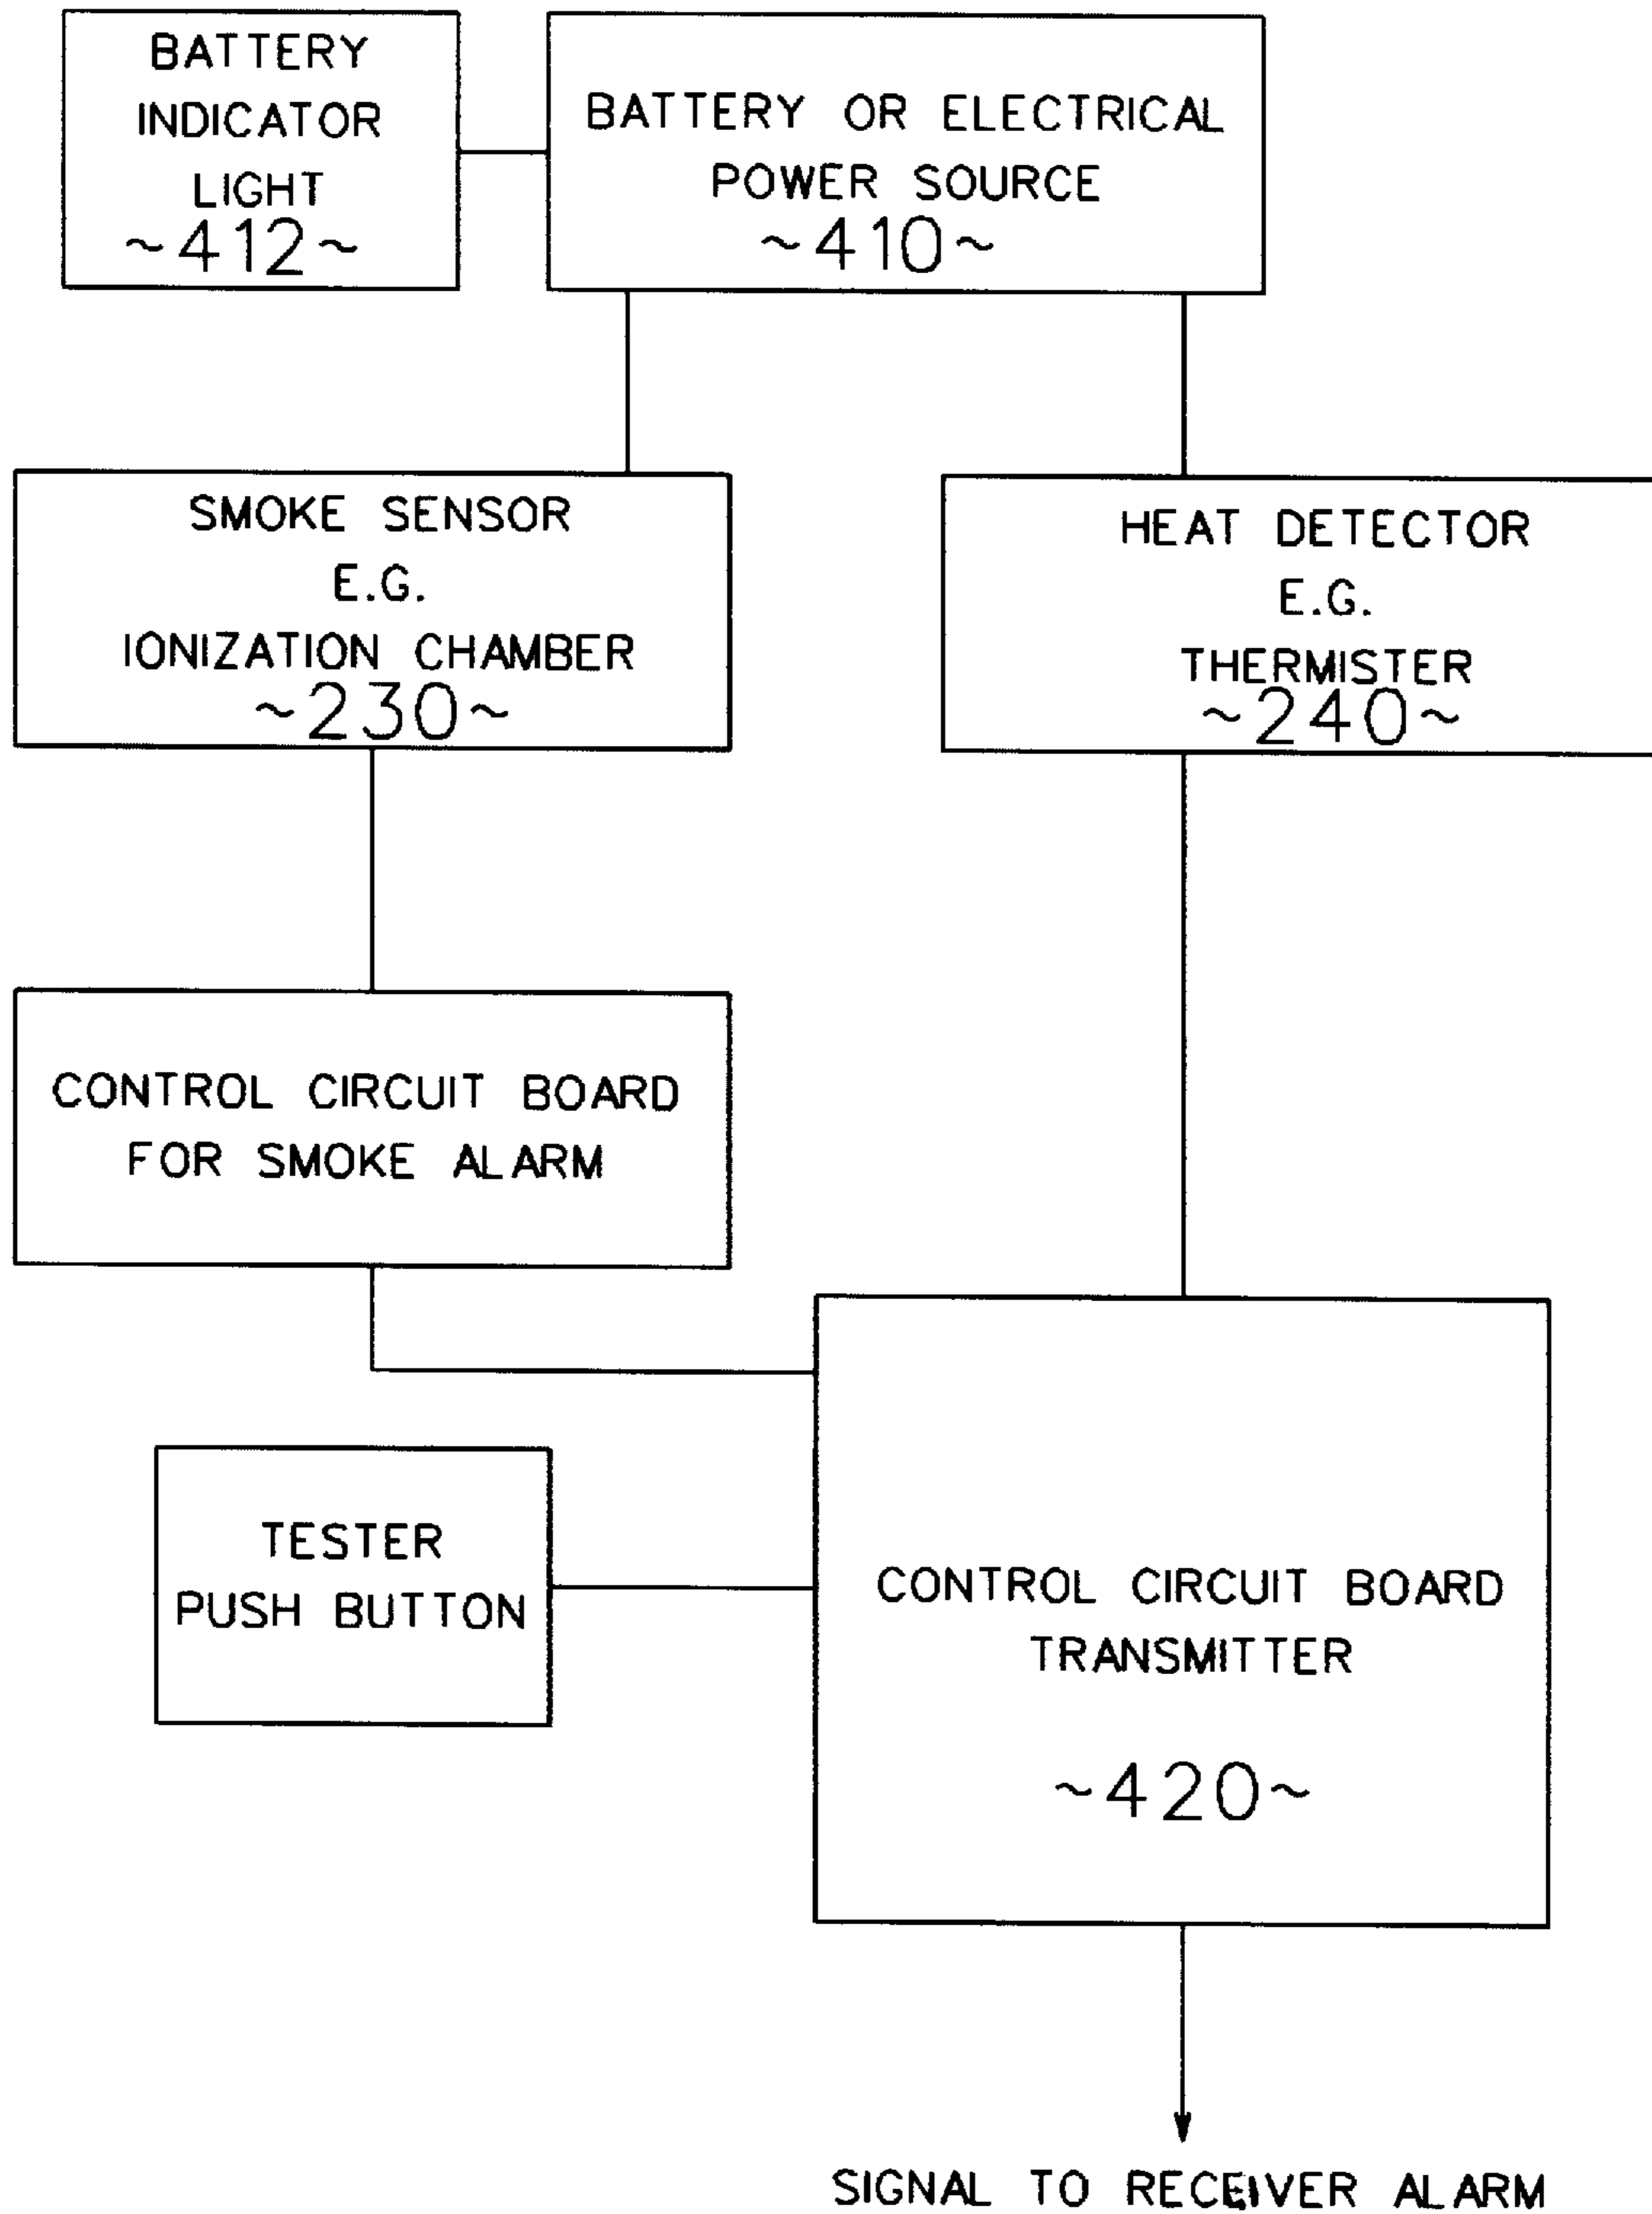 BATTERY
INDICATOR
LIGHT
~412~
BATTERY OR ELECTRICAL
POWER SOURCE
~410~
SMOKE SENSOR
E.G.
IONIZATION CHAMBER
~230~
HEAT DETECTOR
E.G.
THERMISTER
~240~
CONTROL CIRCUIT BOARD
FOR SMOKE ALARM
TESTER
PUSH BUTTON
CONTROL CIRCUIT BOARD
TRANSMITTER
~420~
SIGNAL TO RECEIVER ALARM